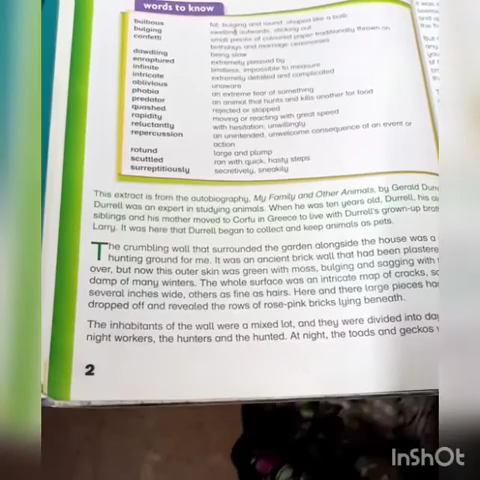 words to know
bulbous fat, bulging and round; shaped like a bulb
bulging swelling outwards, sticking out
confetti small pieces of coloured paper traditionally thrown on
birthdays and marriage ceremonies
dawdling being slow
enraptured extremely pleased by
infinite limitless, impossible to measure
intricate extremely detailed and complicated
oblivious unaware
phobia an extreme fear of something
predator an animal that hunts and kills another for food
quashed rejected or stopped
rapidity moving or reacting with great speed
reluctantly with hesitation; unwillingly
repercussion an unintended, unwelcome consequence of an event or
action
rotund large and plump
scuttled ran with quick, hasty steps
surreptitiously secretively, sneakily
This extract is from the autobiography, My Family and Other Animals, by Gerald
Durrell was an expert in studying animals. When he was ten years old, Durrell, his
siblings and his mother moved to Corfu in Greece to live with Durrell's grown-up
Larry. It was here that Durrell began to collect and keep animals as pets.
The crumbling wall that surrounded the garden alongside the house was a
hunting ground for me. It was an ancient brick wall that had been
over, but now this outer skin was green with moss, bulging and sagging with
damp of many winters. The whole surface was an intricate map of cracks,
several inches wide, others as fine as hairs. Here and there large pieces
dropped off and revealed the rows of rose-pink bricks lying beneath.
The inhabitants of the wall were a mixed lot, and they were divided into
night workers, the hunters and the hunted. At night, the toads and geckos
2
InShOt